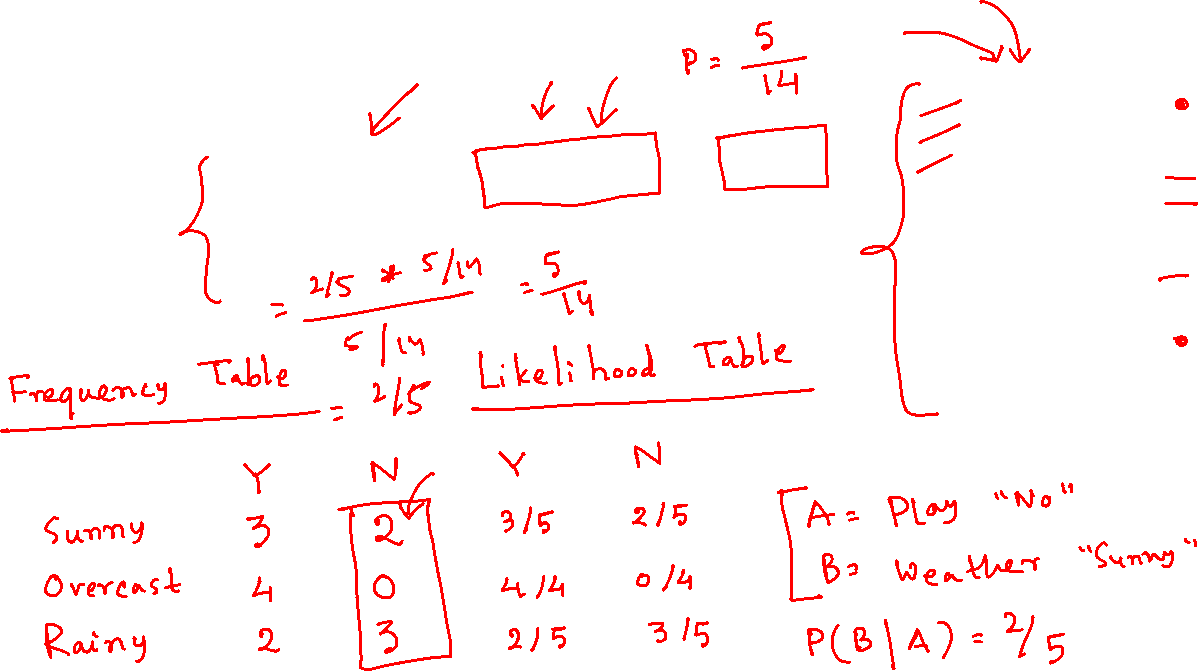 P = 5/14
= 2/5 * 5/14 = 5/14
5/14
Frequency Table = 2/5 Likelihood Table
Y N Y N
Sunny 3 2 3/5 2/5 A = Play "No"
Overcast 4 0 4/4 0/4 B = Weather "Sunny"
Rainy 2 3 2/5 3/5 P(B|A) = 2/5